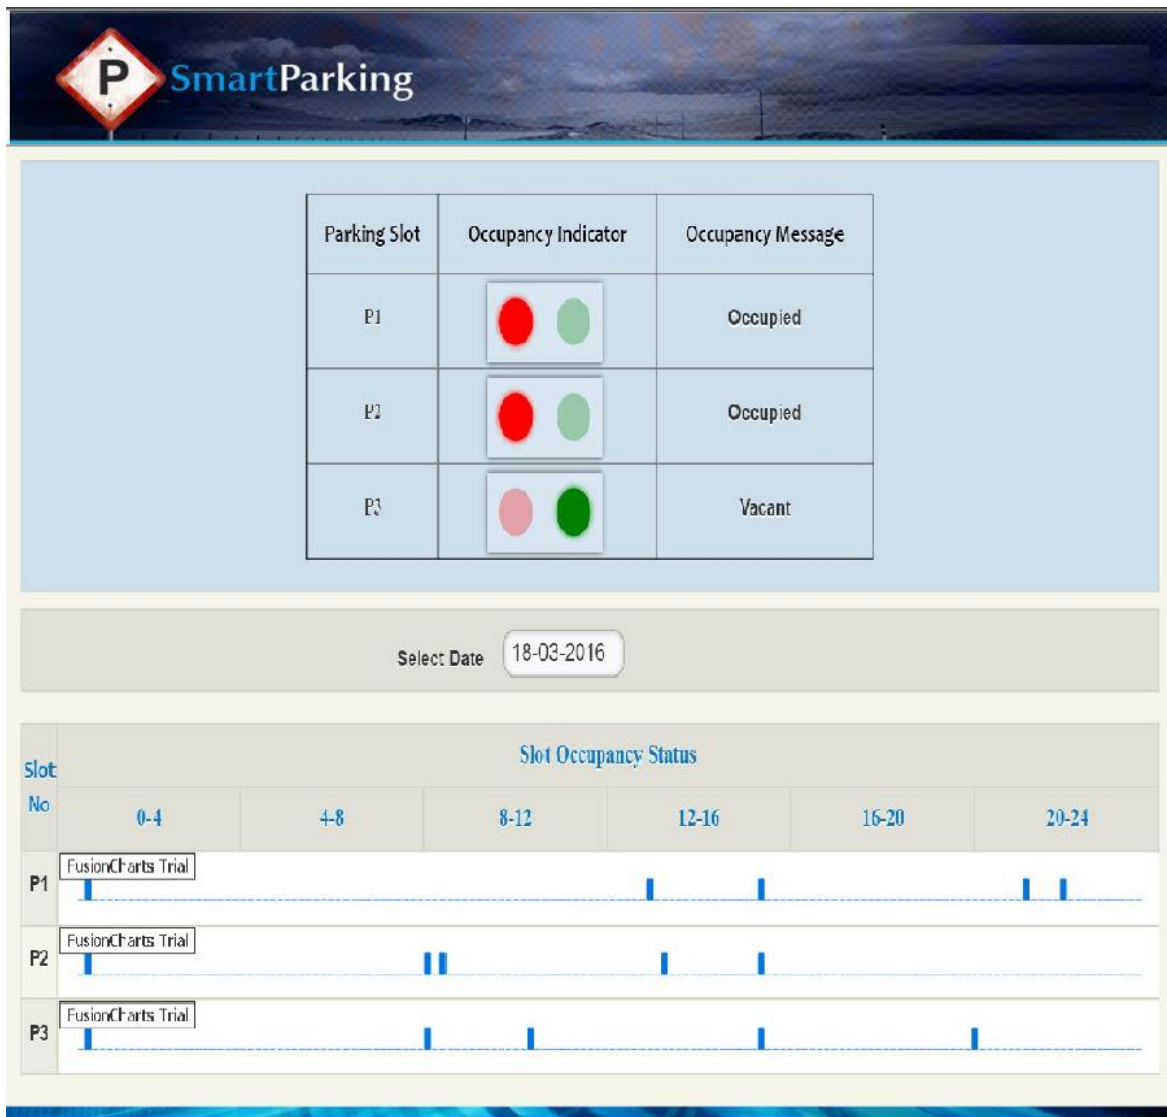 P SmartParking
Parking Slot Occupancy Indicator Occupancy Message
P1 Occupied
P2 Occupied
P3 Vacant
Select Date 18-03-2016
Slot Occupancy Status
Slot No 0-4 4-8 8-12 12-16 16-20 20-24
FusionCharts Trial
P1
FusionCharts Trial
P2
FusionCharts Trial
P3